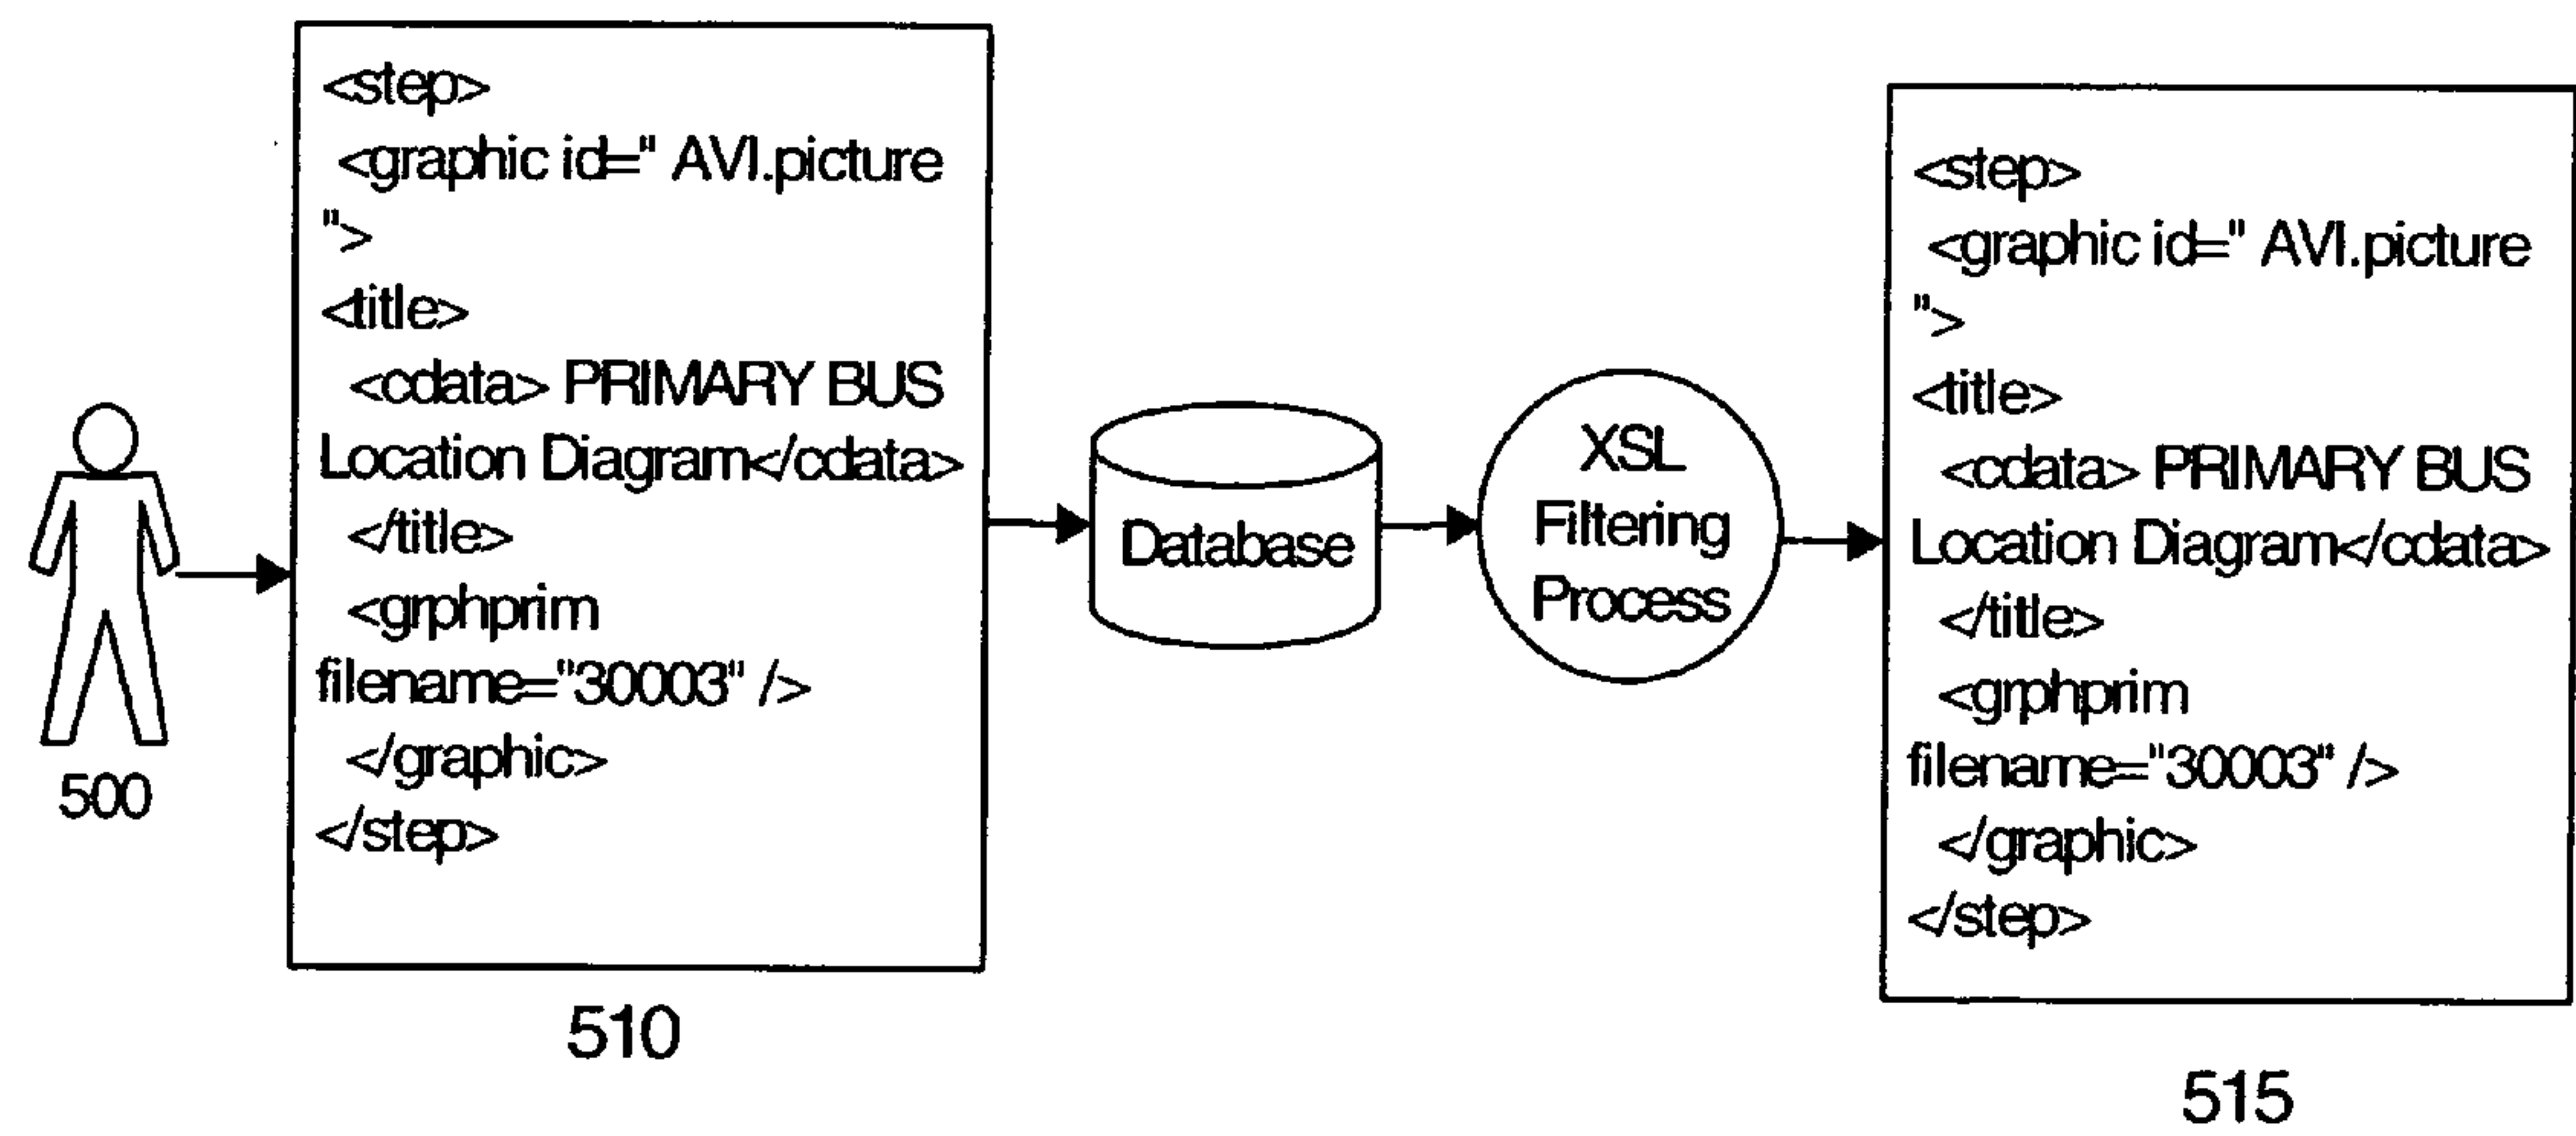 <step>
<graphic id=" AVI.picture
">
<title>
<cdata> PRIMARY BUS
Location Diagram</cdata>
</title>
<grphprim
filename="30003" />
</graphic>
</step>
500
510
Database
XSL
Filtering
Process
<step>
<graphic id=" AVI.picture
">
<title>
<cdata> PRIMARY BUS
Location Diagram</cdata>
</title>
<grphprim
filename="30003" />
</graphic>
</step>
515